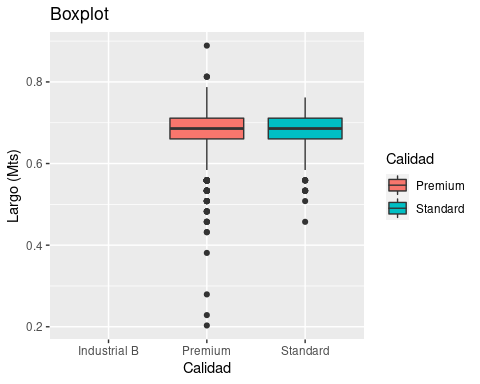 Boxplot
Largo (Mts)
0.8
0.6
0.4
0.2
Industrial B
Premium
Standard
Calidad
Calidad
Premium
Standard